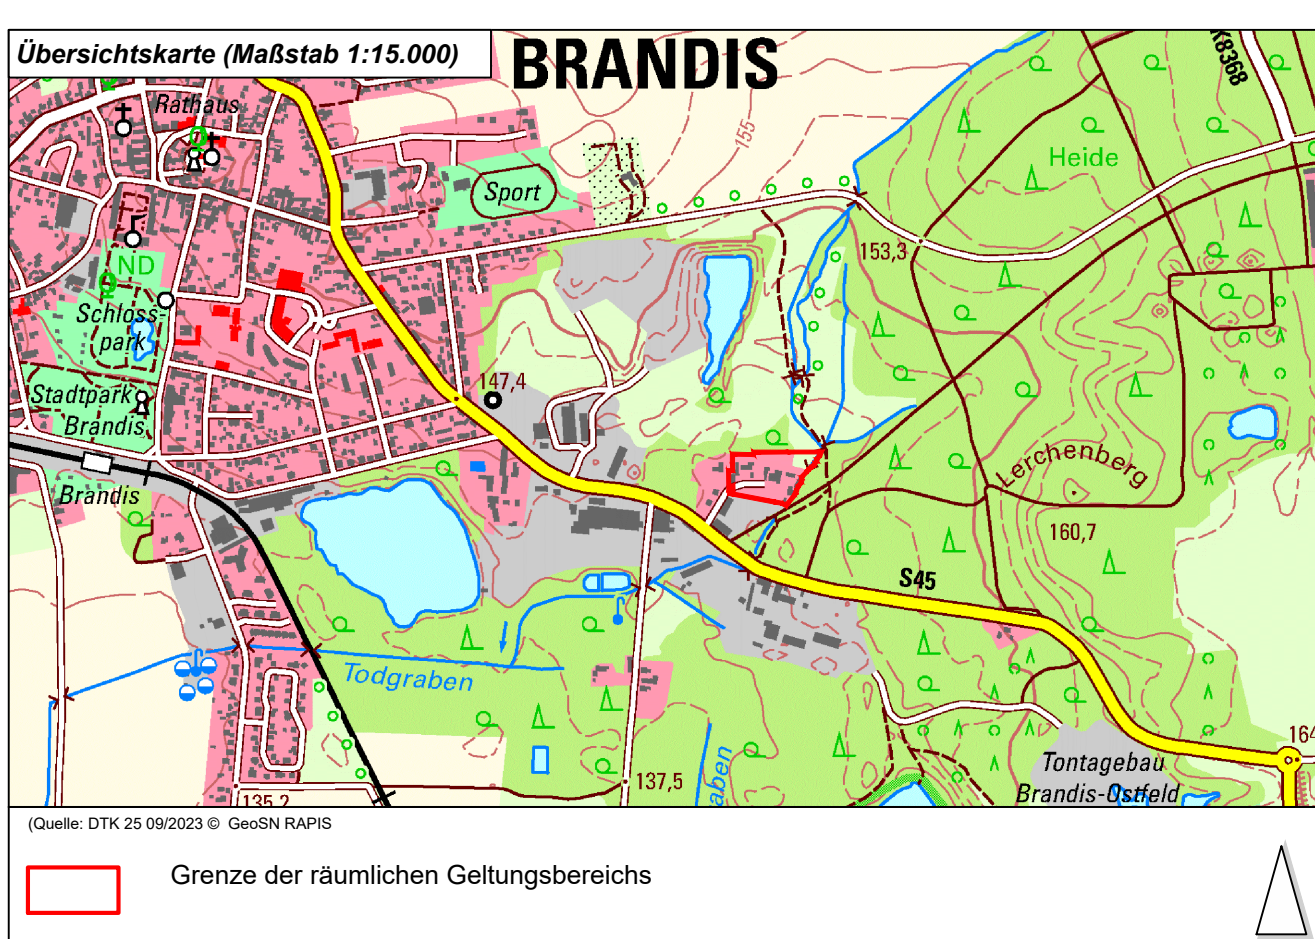 Übersichtskarte (Maßstab 1:15.000)
BRANDIS
K8368
Rathaus
155
Heide
Sport
153,3
ND
Schloss-
park
147,4
Stadtpark
Brandis
Lerchenberg
Brandis
160,7
S45
Todgraben
137,5
aben
135,2
Tontagebau
Brandis-Ostfeld
164
(Quelle: DTK 25 09/2023 © GeoSN RAPIS
Grenze der räumlichen Geltungsbereichs